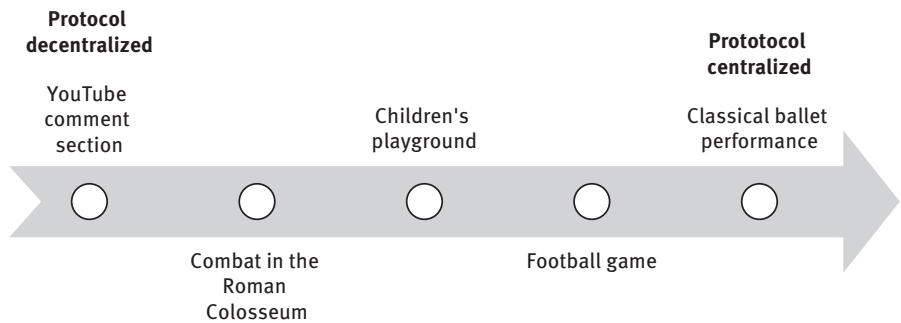 Protocol
decentralized
YouTube
comment
section
Combat in the
Roman
Colosseum
Children's
playground
Football game
Prototocol
centralized
Classical ballet
performance